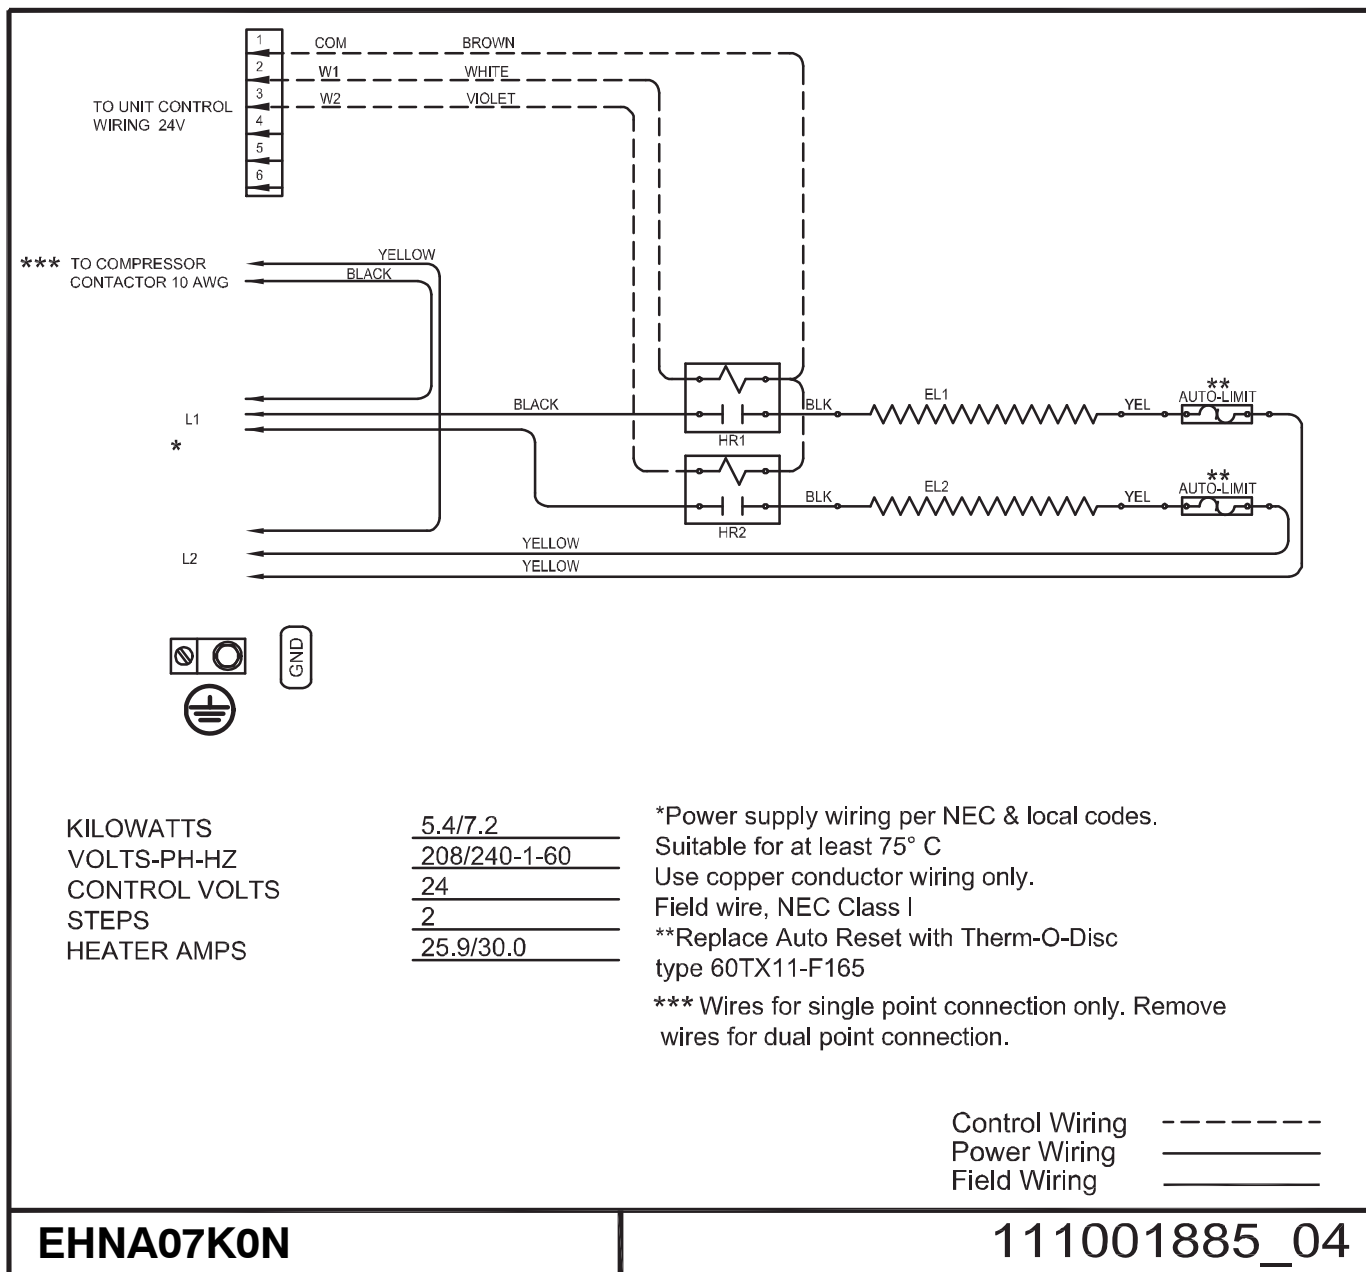 1 COM BROWN
2 W1 WHITE
3 W2 VIOLET
TO UNIT CONTROL
WIRING 24V
4
5
6
*** TO COMPRESSOR
CONTACTOR 10 AWG
YELLOW
BLACK
L1
*
BLACK
HR1
BLK
EL1
YEL
**
AUTO-LIMIT
HR2
BLK
EL2
YEL
**
AUTO-LIMIT
L2
YELLOW
YELLOW
GND
KILOWATTS 5.4/7.2
VOLTS-PH-HZ 208/240-1-60
CONTROL VOLTS 24
STEPS 2
HEATER AMPS 25.9/30.0
*Power supply wiring per NEC & local codes.
Suitable for at least 75° C
Use copper conductor wiring only.
Field wire, NEC Class I
**Replace Auto Reset with Therm-O-Disc
type 60TX11-F165
*** Wires for single point connection only. Remove
wires for dual point connection.
Control Wiring
Power Wiring
Field Wiring
EHNA07K0N
111001885_04